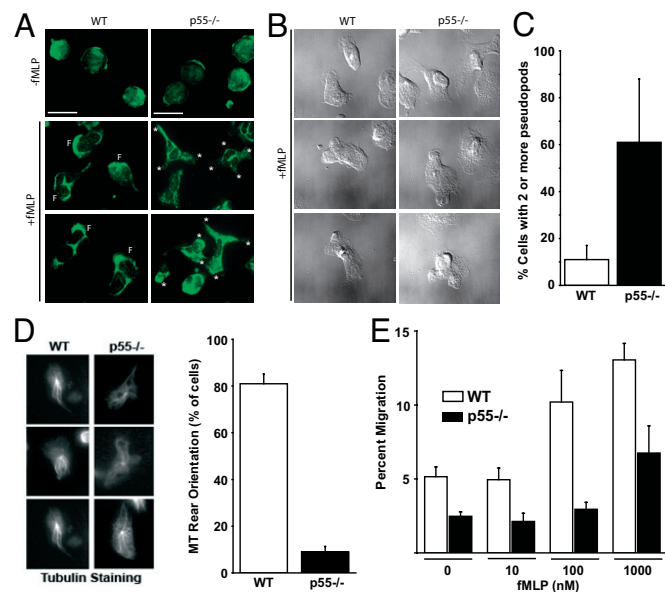 A
WT
p55-/-
-fMLP
+fMLP
F
F
F
F
F
* * * * * *
* * * * * *
B
WT
p55-/-
+fMLP
C
% Cells with 2 or more pseudopods
100
80
60
40
20
10
0
WT
p55-/-
D
WT
p55-/-
Tubulin Staining
MT Rear Orientation (% of cells)
100
80
60
40
20
0
WT
p55-/-
E
Percent Migration
15
10
5
WT
p55-/-
0
10
100
1000
fMLP (nM)